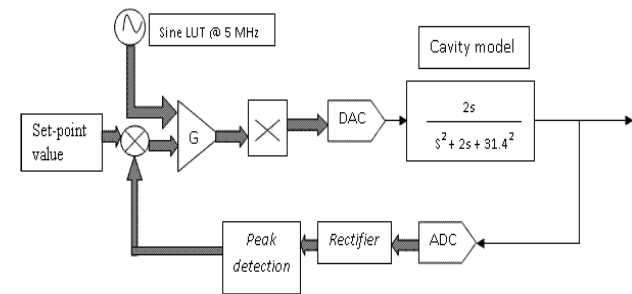 Sine LUT @ 5 MHz
Cavity model
Set-point
value
G
DAC
2s
S² + 2s + 31.4²
Peak
detection
Rectifier
ADC